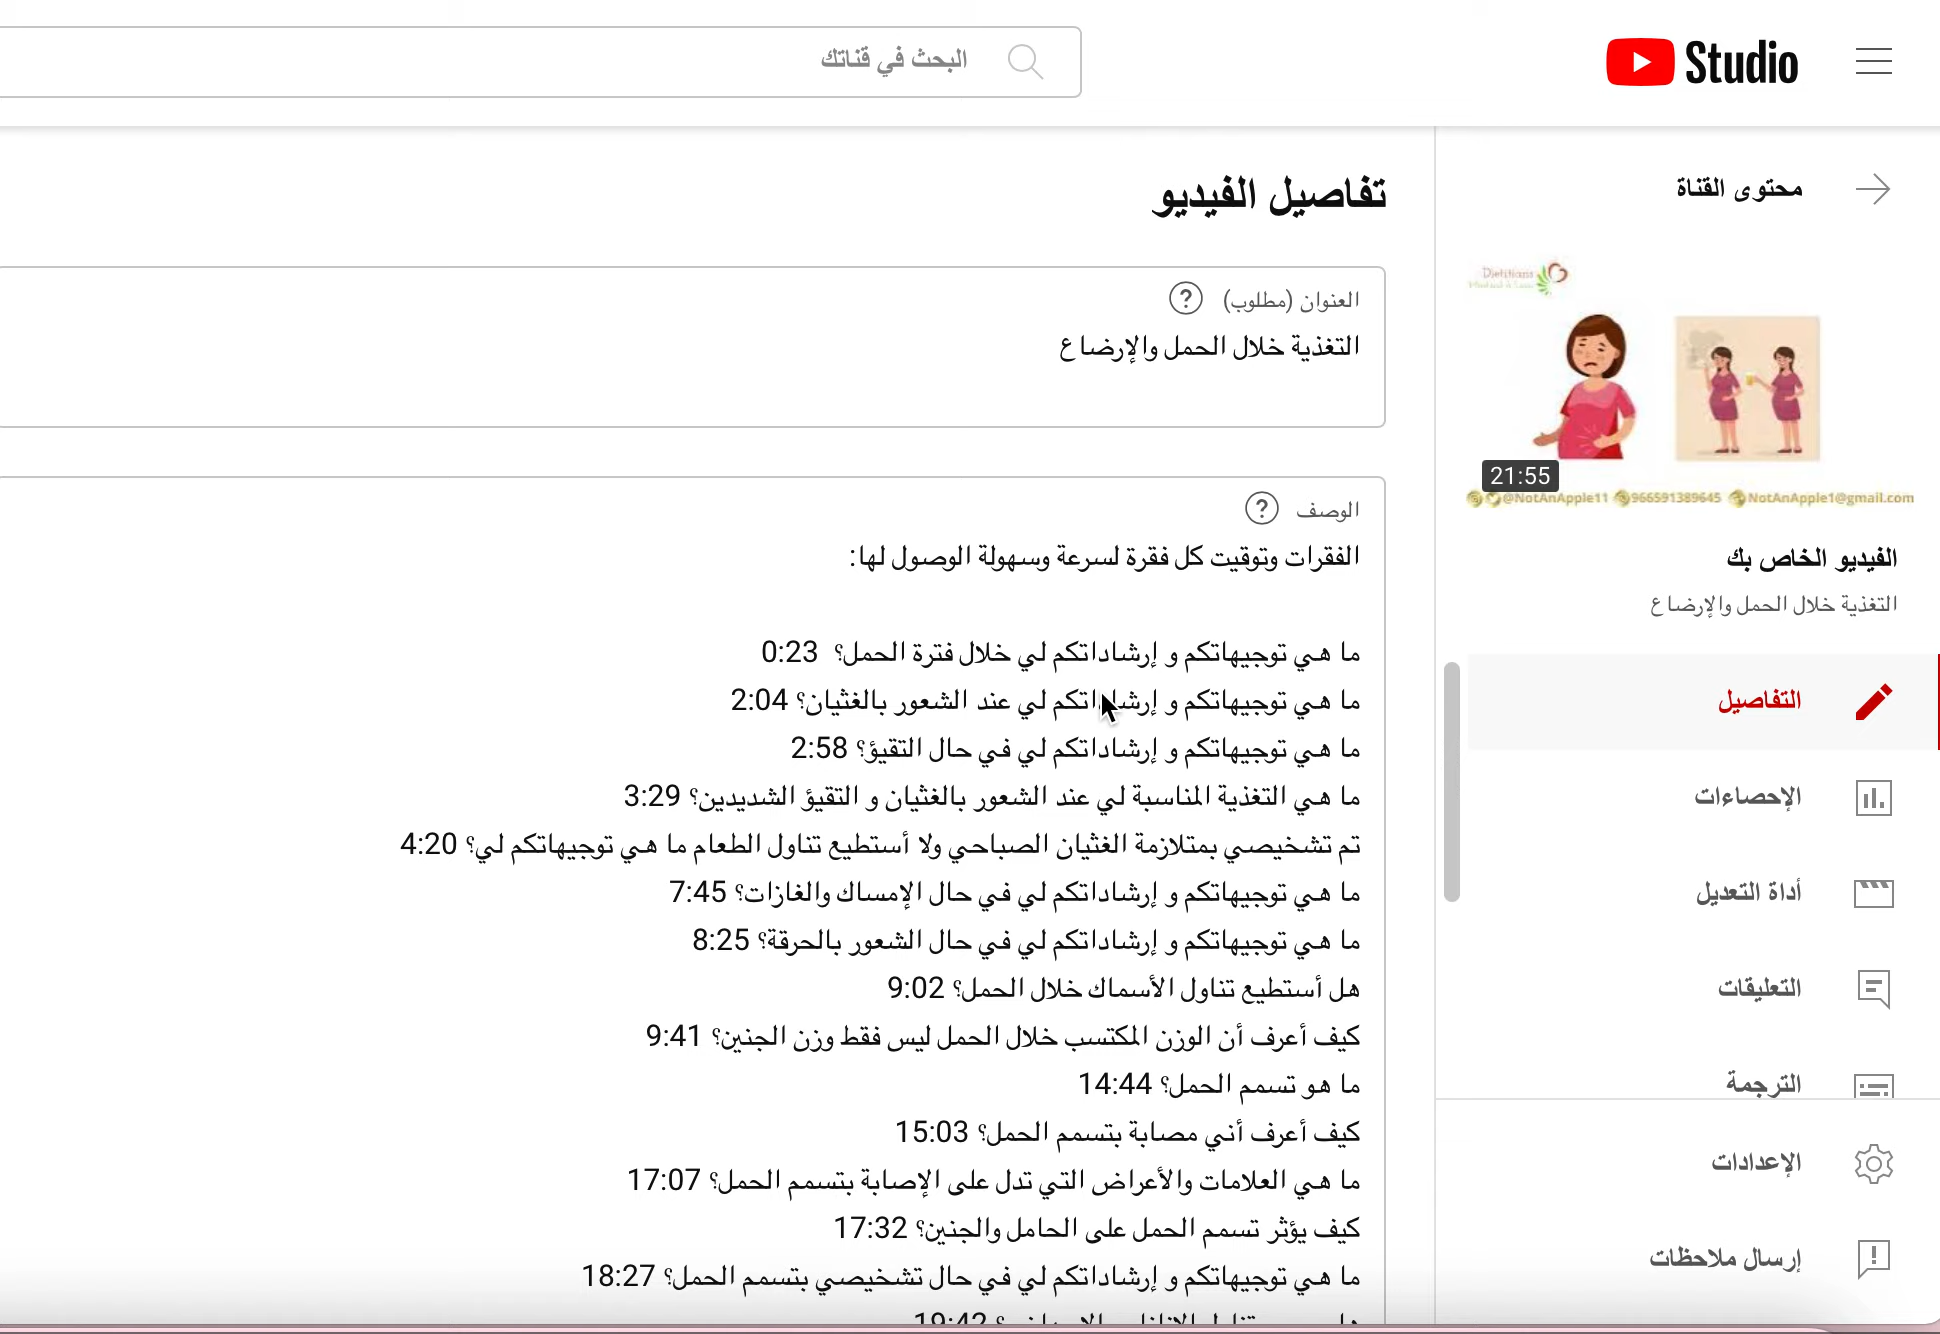 البحث في قناتك
Studio
محتوى القناة
Dietitians
21:55
@NotAnApple11 966591389645 NotAnApple1@gmail.com
الفيديو الخاص بك
التغذية خلال الحمل والإرضاع
التفاصيل
الإحصاءات
أداة التعديل
التعليقات
الترجمة
الإعدادات
إرسال ملاحظات
تفاصيل الفيديو
العنوان (مطلوب)
التغذية خلال الحمل والإرضاع
الوصف
الفقرات وتوقيت كل فقرة لسرعة وسهولة الوصول لها:
ما هي توجيهاتكم و إرشاداتكم لي خلال فترة الحمل؟ 0:23
ما هي توجيهاتكم و إرشاداتكم لي عند الشعور بالغثيان؟ 2:04
ما هي توجيهاتكم و إرشاداتكم لي في حال التقيؤ؟ 2:58
ما هي التغذية المناسبة لي عند الشعور بالغثيان و التقيؤ الشديدين؟ 3:29
تم تشخيصي بمتلازمة الغثيان الصباحي ولا أستطيع تناول الطعام ما هي توجيهاتكم لي؟ 4:20
ما هي توجيهاتكم و إرشاداتكم لي في حال الإمساك والغازات؟ 7:45
ما هي توجيهاتكم و إرشاداتكم لي في حال الشعور بالحرقة؟ 8:25
هل أستطيع تناول الأسماك خلال الحمل؟ 9:02
كيف أعرف أن الوزن المكتسب خلال الحمل ليس فقط وزن الجنين؟ 9:41
ما هو تسمم الحمل؟ 14:44
كيف أعرف أني مصابة بتسمم الحمل؟ 15:03
ما هي العلامات والأعراض التي تدل على الإصابة بتسمم الحمل؟ 17:07
كيف يؤثر تسمم الحمل على الحامل والجنين؟ 17:32
ما هي توجيهاتكم و إرشاداتكم لي في حال تشخيصي بتسمم الحمل؟ 18:27
19:42